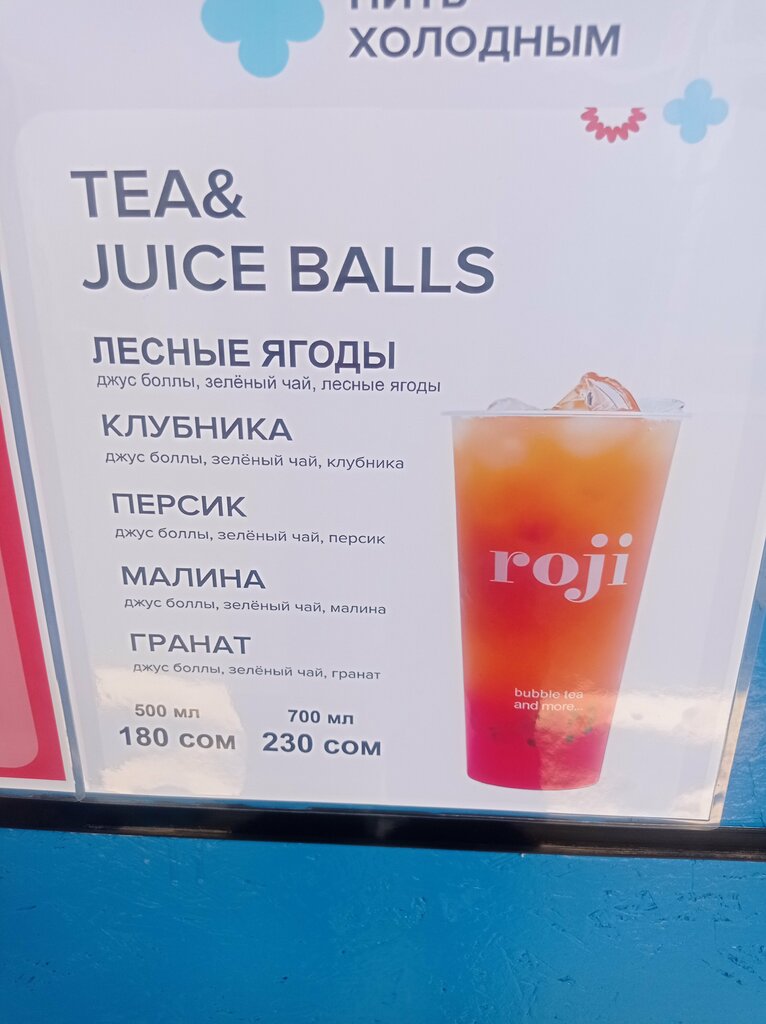 ПИТЬ
ХОЛОДНЫМ
TEA&
JUICE BALLS
ЛЕСНЫЕ ЯГОДЫ
джус боллы, зелёный чай, лесные ягоды
КЛУБНИКА
джус боллы, зелёный чай, клубника
ПЕРСИК
джус боллы, зелёный чай, персик
МАЛИНА
джус боллы, зелёный чай, малина
ГРАНАТ
джус боллы, зелёный чай, гранат
500 мл 700 мл
180 сом 230 сом
roji
bubble tea
and more...